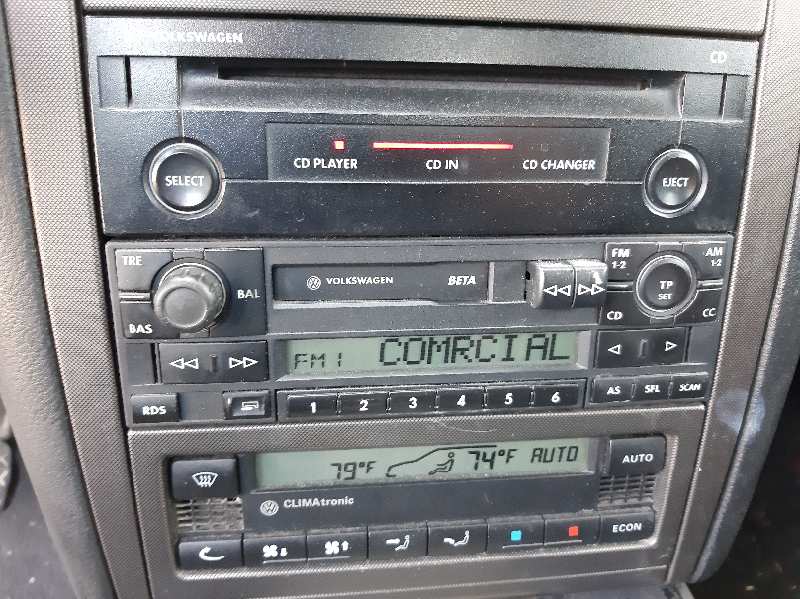 VOLKSWAGEN CD
CD PLAYER CD IN CD CHANGER
SELECT EJECT
TRE BAL BAS
VOLKSWAGEN BETA
FM 1-2 AM 1-2
TP SET
CD CC
FM1 COMRCIAL
RDS 1 2 3 4 5 6 AS SFL SCAN
79°F 74°F AUTO
AUTO
CLIMAtronic
ECON